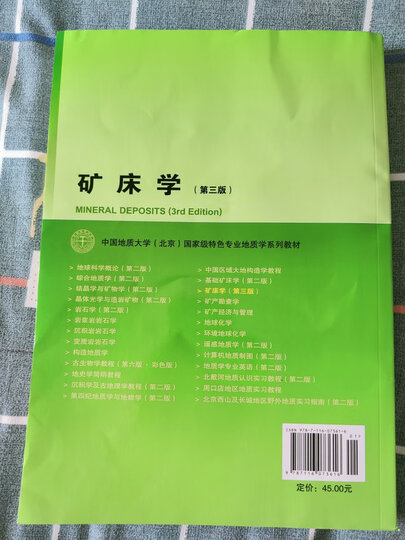 矿床学（第三版）
MINERAL DEPOSITS (3rd Edition)
中国地质大学（北京）国家级特色专业地质学系列教材
> 地球科学概论（第二版）
> 综合地质学（第二版）
> 结晶学与矿物学（第二版）
> 晶体光学与造岩矿物（第二版）
> 岩石学（第二版）
> 岩浆岩岩石学
> 沉积岩岩石学
> 变质岩岩石学
> 构造地质学
> 古生物学教程（第六版·彩色版）
> 地史学简明教程
> 沉积学及古地理学教程（第二版）
> 第四纪地质学与地貌学（第二版）
> 中国区域大地构造学教程
> 基础矿床学（第二版）
> 矿床学（第三版）
> 矿产勘查学
> 矿产经济与管理
> 地球化学
> 环境地球化学
> 遥感地质学（第二版）
> 计算机地质制图（第二版）
> 地质学专业英语（第二版）
> 北戴河地质认识实习教程（第二版）
> 周口店地区地质实习教程
> 北京西山及长城地区野外地质实习指南（第二版）
ISBN 978-7-116-07561-6
01>
9 787116 075616
定价：45.00元